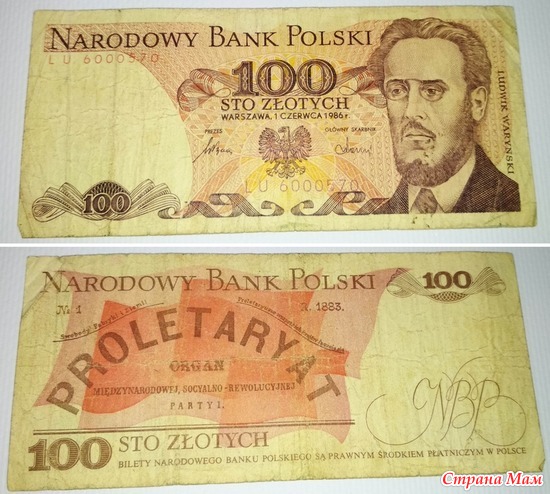 NARODOWY BANK POLSKI
LU 6000570
100
STO ZŁOTYCH
WARSZAWA, 1 CZERWCA 1986 r.
PREZES GŁÓWNY SKARBNIK
LU 6000570
100
LUDWIK WARYŃSKI
NARODOWY BANK POLSKI
100
№ 1
R. 1883.
PROLETARYAT
ORGAN
MIĘDZYNARODOWEJ, SOCYALNO-REWOLUCYJNEJ
PARTYI.
NBP
100 STO ZŁOTYCH
BILETY NARODOWEGO BANKU POLSKIEGO SĄ PRAWNYM ŚRODKIEM PŁATNICZYM W POLSCE
Страна Мам